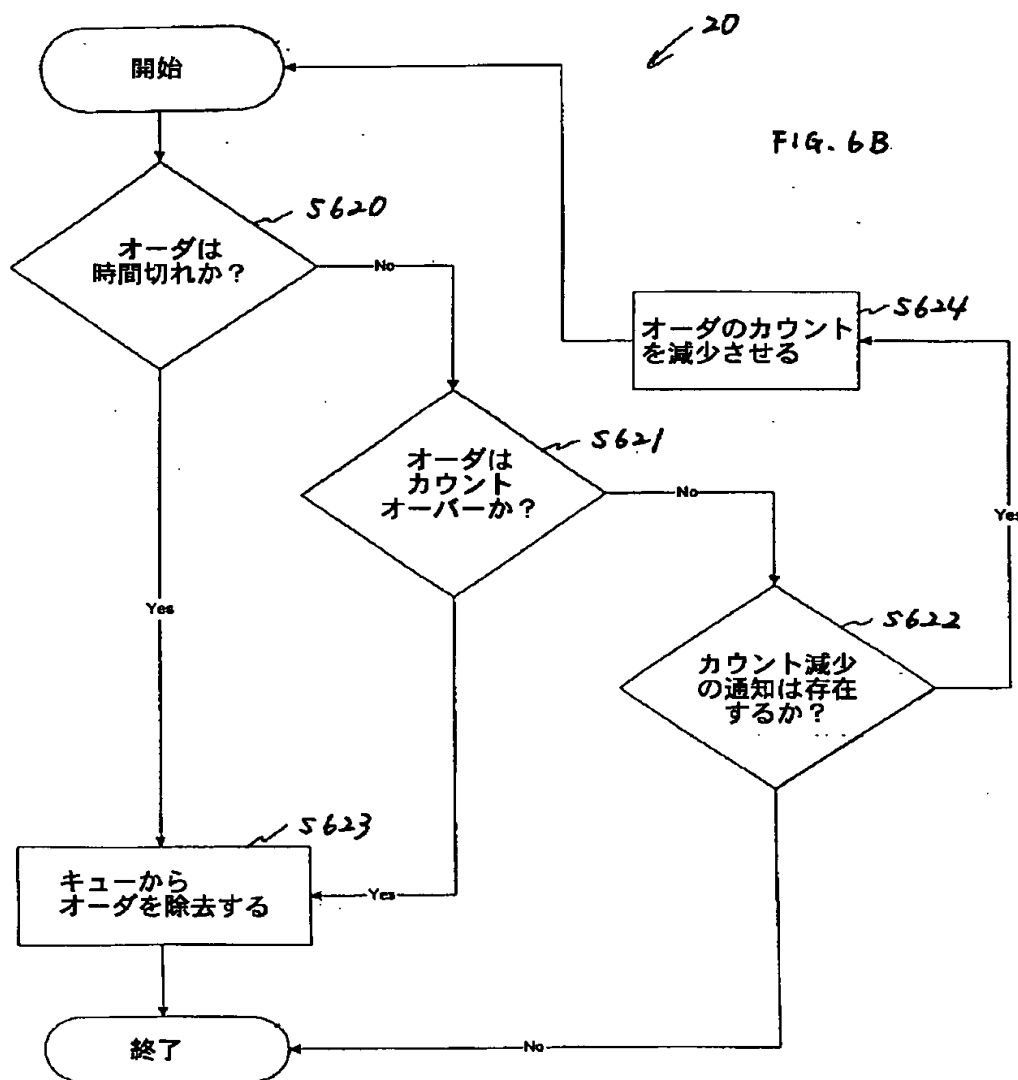 開始
20
FIG. 6B
オーダは
時間切れか？
S620
No
オーダのカウント
を減少させる
S624
オーダは
カウント
オーバーか？
S621
No
Yes
Yes
カウント減少
の通知は存在
するか？
S622
キューから
オーダを除去する
S623
Yes
終了
No